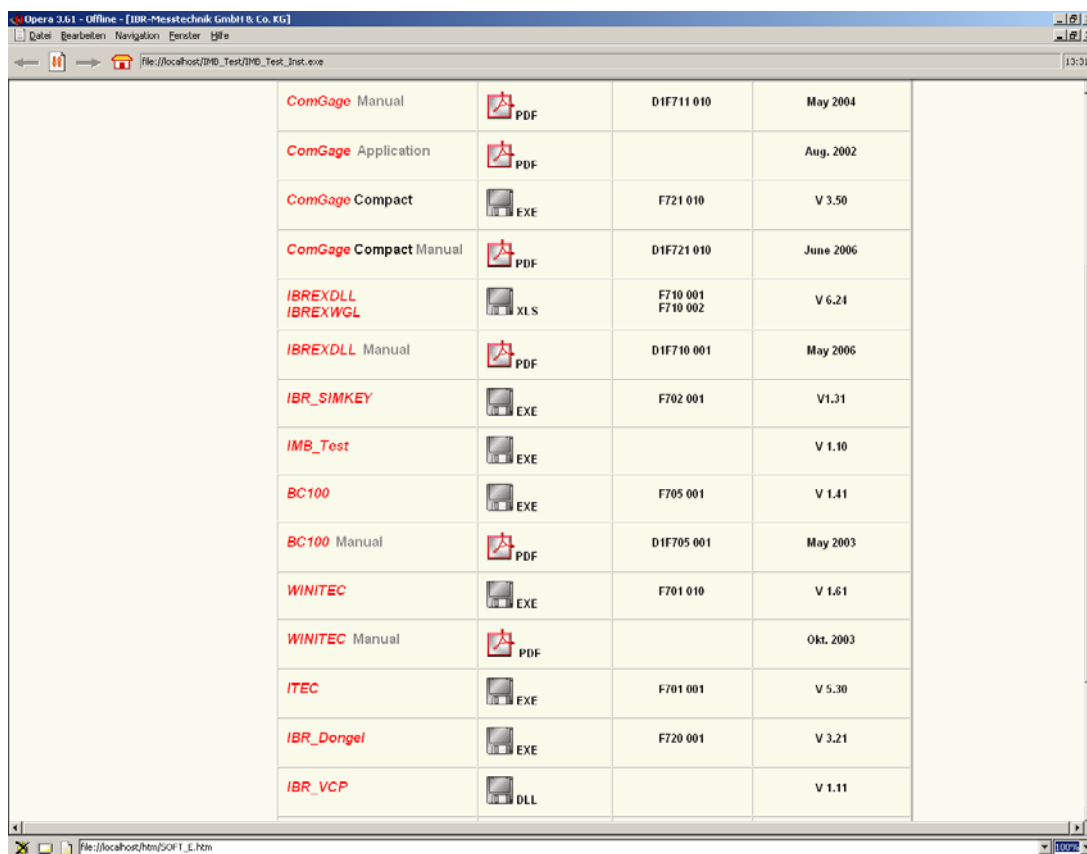 Opera 3.61 - Offline - [IBR-Messtechnik GmbH & Co. KG]
Datei Bearbeiten Navigation Fenster Hilfe
file://localhost/IMB_Test/IMB_Test_Inst.exe
13:31
ComGage Manual PDF D1F711 010 May 2004
ComGage Application PDF Aug. 2002
ComGage Compact EXE F721 010 V 3.50
ComGage Compact Manual PDF D1F721 010 June 2006
IBREXDLL F710 001
IBREXWGL XLS F710 002 V 6.24
IBREXDLL Manual PDF D1F710 001 May 2006
IBR_SIMKEY EXE F702 001 V1.31
IMB_Test EXE V 1.10
BC100 EXE F705 001 V 1.41
BC100 Manual PDF D1F705 001 May 2003
WINITEC EXE F701 010 V 1.61
WINITEC Manual PDF Okt. 2003
ITEC EXE F701 001 V 5.30
IBR_Dongel EXE F720 001 V 3.21
IBR_VCP DLL V 1.11
file://localhost/htm/SOFT_E.htm
100%